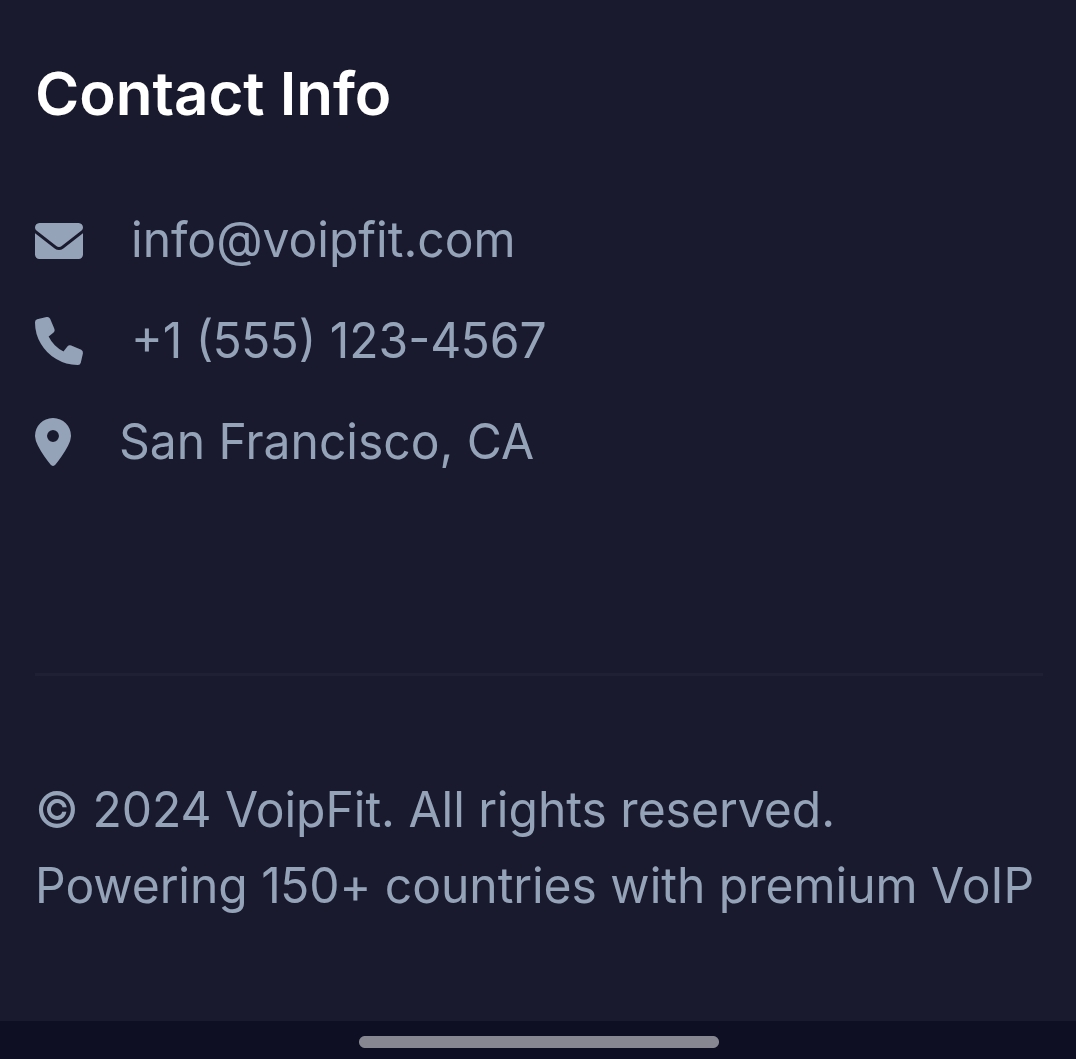 Contact Info
info@voipfit.com
+1 (555) 123-4567
San Francisco, CA
© 2024 VoipFit. All rights reserved.
Powering 150+ countries with premium VoIP